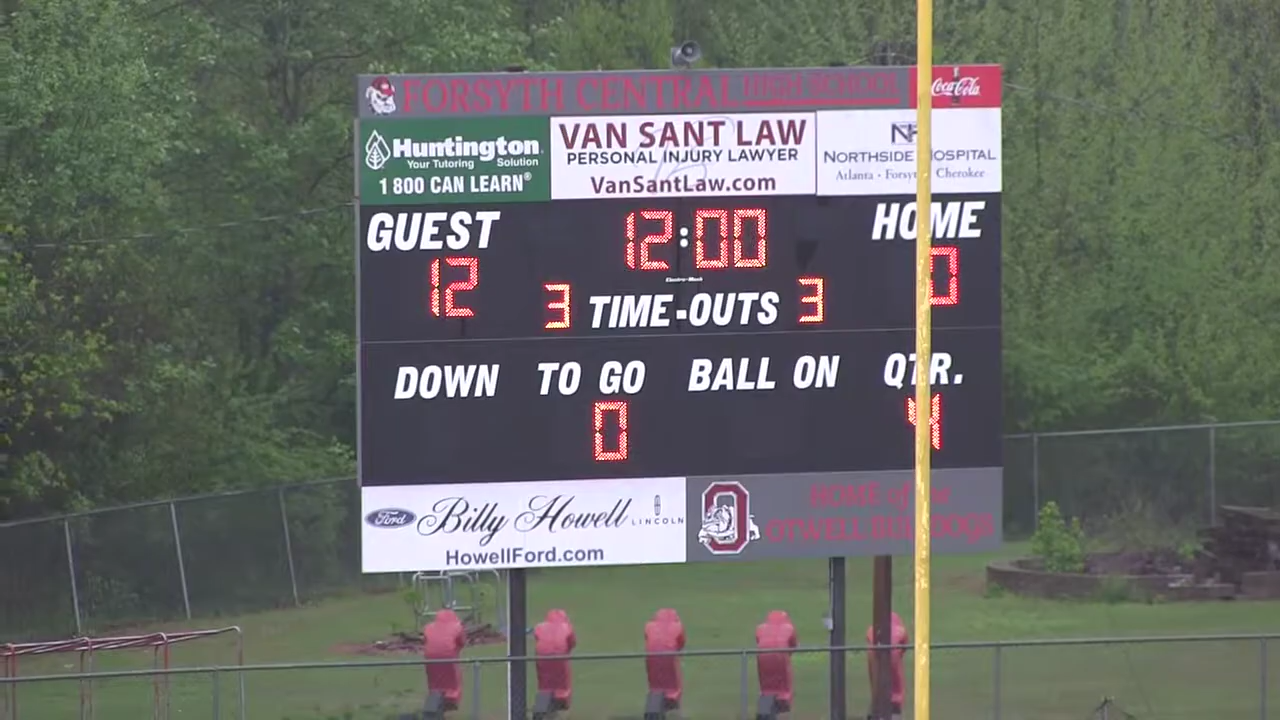 FORSYTH CENTRAL HIGH SCHOOL
Coca-Cola
Huntington
Your Tutoring Solution
1 800 CAN LEARN®
VAN SANT LAW
PERSONAL INJURY LAWYER
VanSantLaw.com
NORTHSIDE HOSPITAL
Atlanta · Forsyth Cherokee
GUEST
12:00
HOME
12
0
3 TIME-OUTS 3
DOWN TO GO BALL ON QTR.
0 4
Ford Billy Howell LINCOLN
HowellFord.com
O
HOME of the
OTWELL BULLDOGS